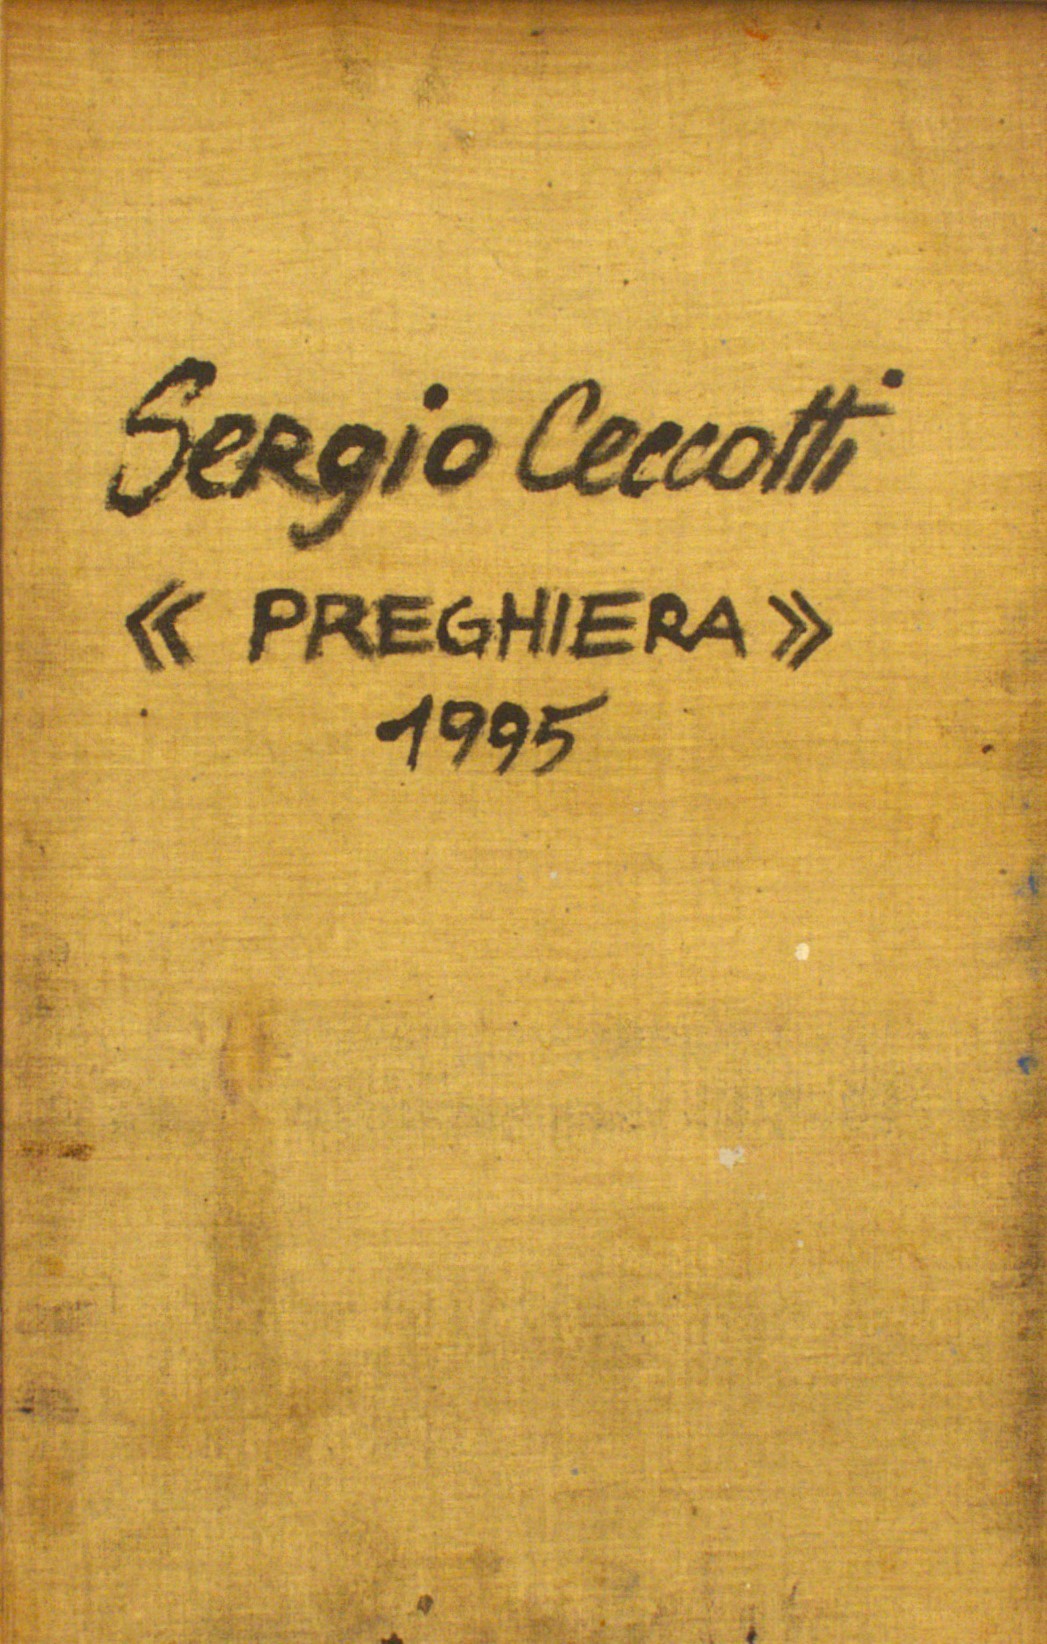 Sergio Ceccotti
« PREGHIERA »
1995